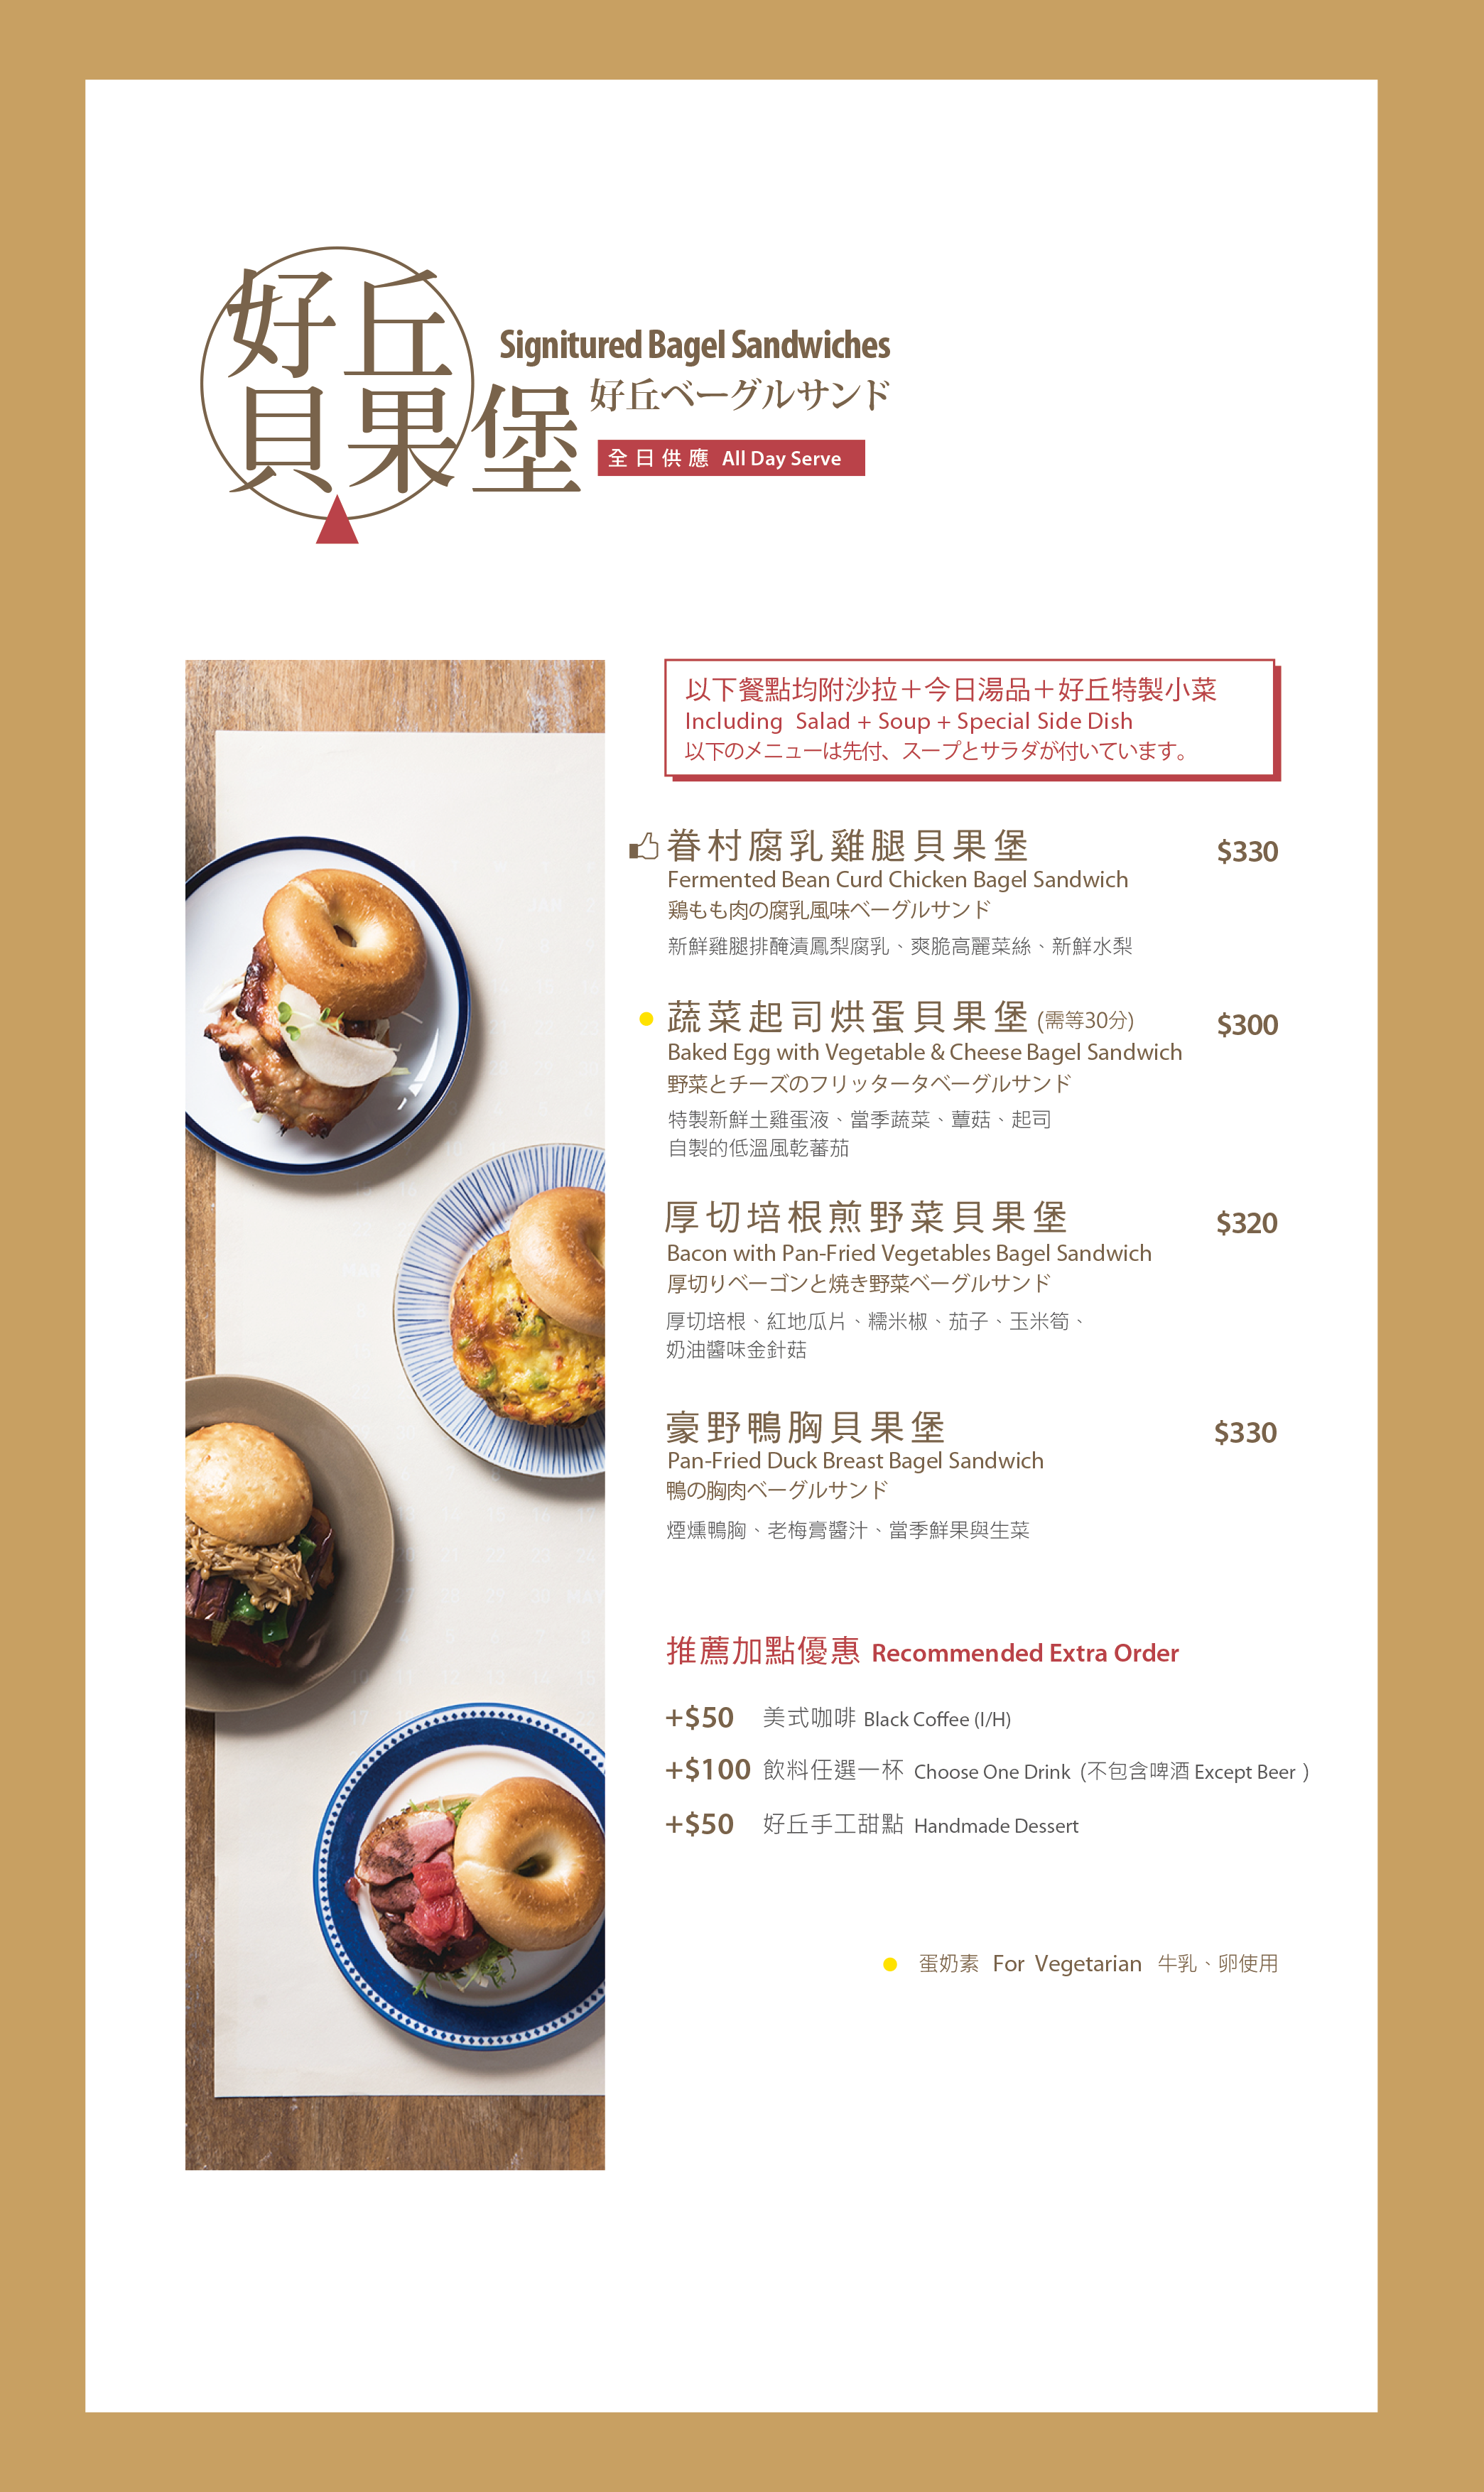 好丘
貝果堡
Signitured Bagel Sandwiches
好丘ベーグルサンド
全日供應 All Day Serve
以下餐點均附沙拉＋今日湯品＋好丘特製小菜
Including Salad + Soup + Special Side Dish
以下のメニューは先付、スープとサラダが付いています。
眷村腐乳雞腿貝果堡 $330
Fermented Bean Curd Chicken Bagel Sandwich
鶏もも肉の腐乳風味ベーグルサンド
新鮮雞腿排醃漬鳳梨腐乳、爽脆高麗菜絲、新鮮水梨
蔬菜起司烘蛋貝果堡 (需等30分) $300
Baked Egg with Vegetable & Cheese Bagel Sandwich
野菜とチーズのフリッタータベーグルサンド
特製新鮮土雞蛋液、當季蔬菜、蕈菇、起司
自製的低溫風乾蕃茄
厚切培根煎野菜貝果堡 $320
Bacon with Pan-Fried Vegetables Bagel Sandwich
厚切りベーゴンと焼き野菜ベーグルサンド
厚切培根、紅地瓜片、糯米椒、茄子、玉米筍、
奶油醬味金針菇
豪野鴨胸貝果堡 $330
Pan-Fried Duck Breast Bagel Sandwich
鴨の胸肉ベーグルサンド
煙燻鴨胸、老梅膏醬汁、當季鮮果與生菜
推薦加點優惠 Recommended Extra Order
+$50 美式咖啡 Black Coffee (I/H)
+$100 飲料任選一杯 Choose One Drink (不包含啤酒 Except Beer )
+$50 好丘手工甜點 Handmade Dessert
蛋奶素 For Vegetarian 牛乳、卵使用